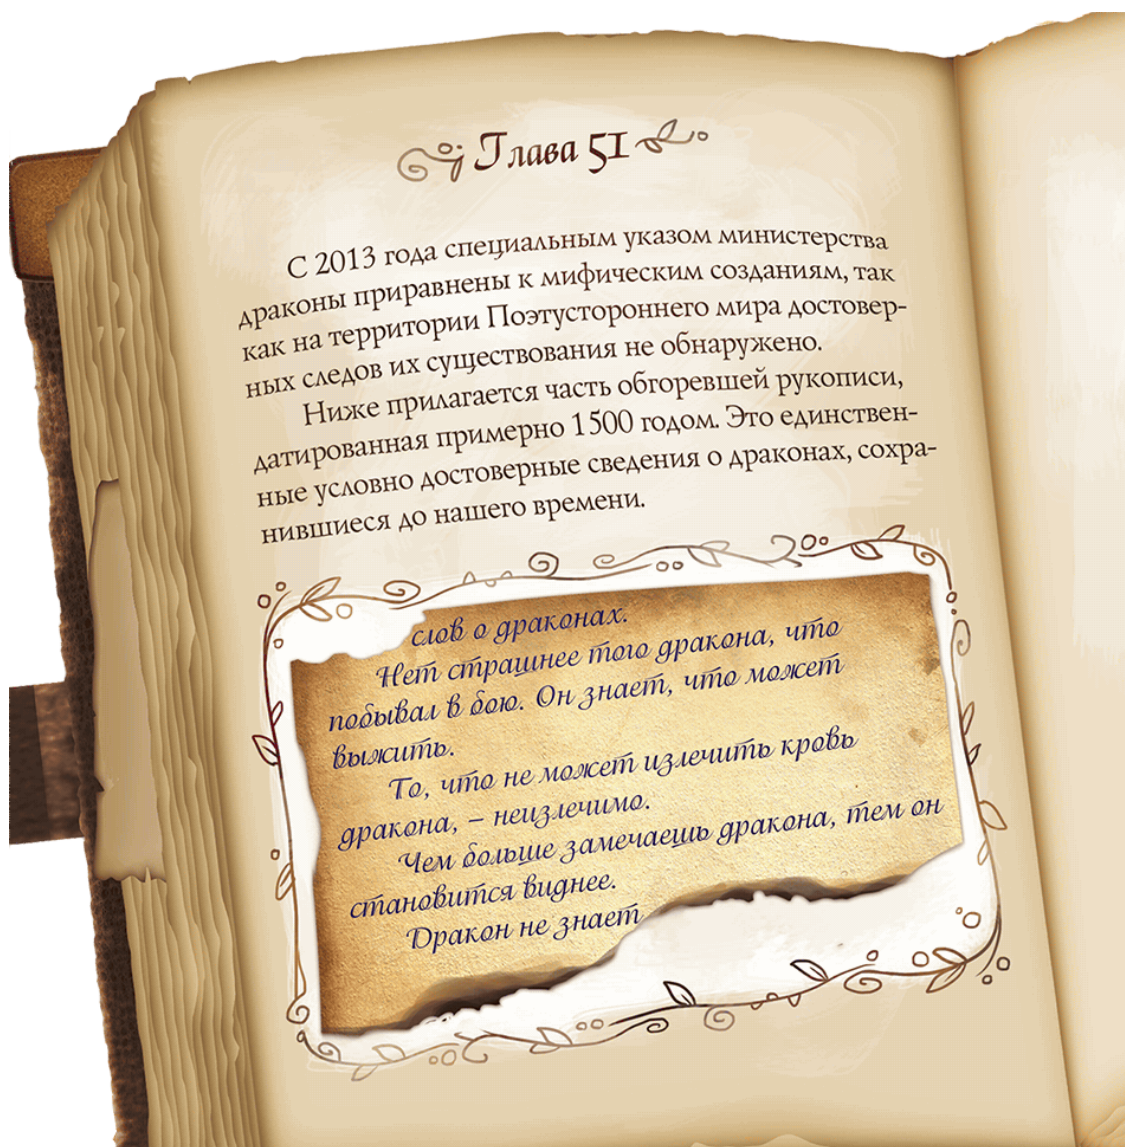 Глава 51
С 2013 года специальным указом министерства
драконы приравнены к мифическим созданиям, так
как на территории Поэтустороннего мира достовер-
ных следов их существования не обнаружено.
Ниже прилагается часть обгоревшей рукописи,
датированная примерно 1500 годом. Это единствен-
ные условно достоверные сведения о драконах, сохра-
нившиеся до нашего времени.
слов о драконах.
Нет страшнее того дракона, что
побывал в бою. Он знает, что может
выжить.
То, что не может излечить кровь
дракона, – неизлечимо.
Чем больше замечаешь дракона, тем он
становится виднее.
Дракон не знает